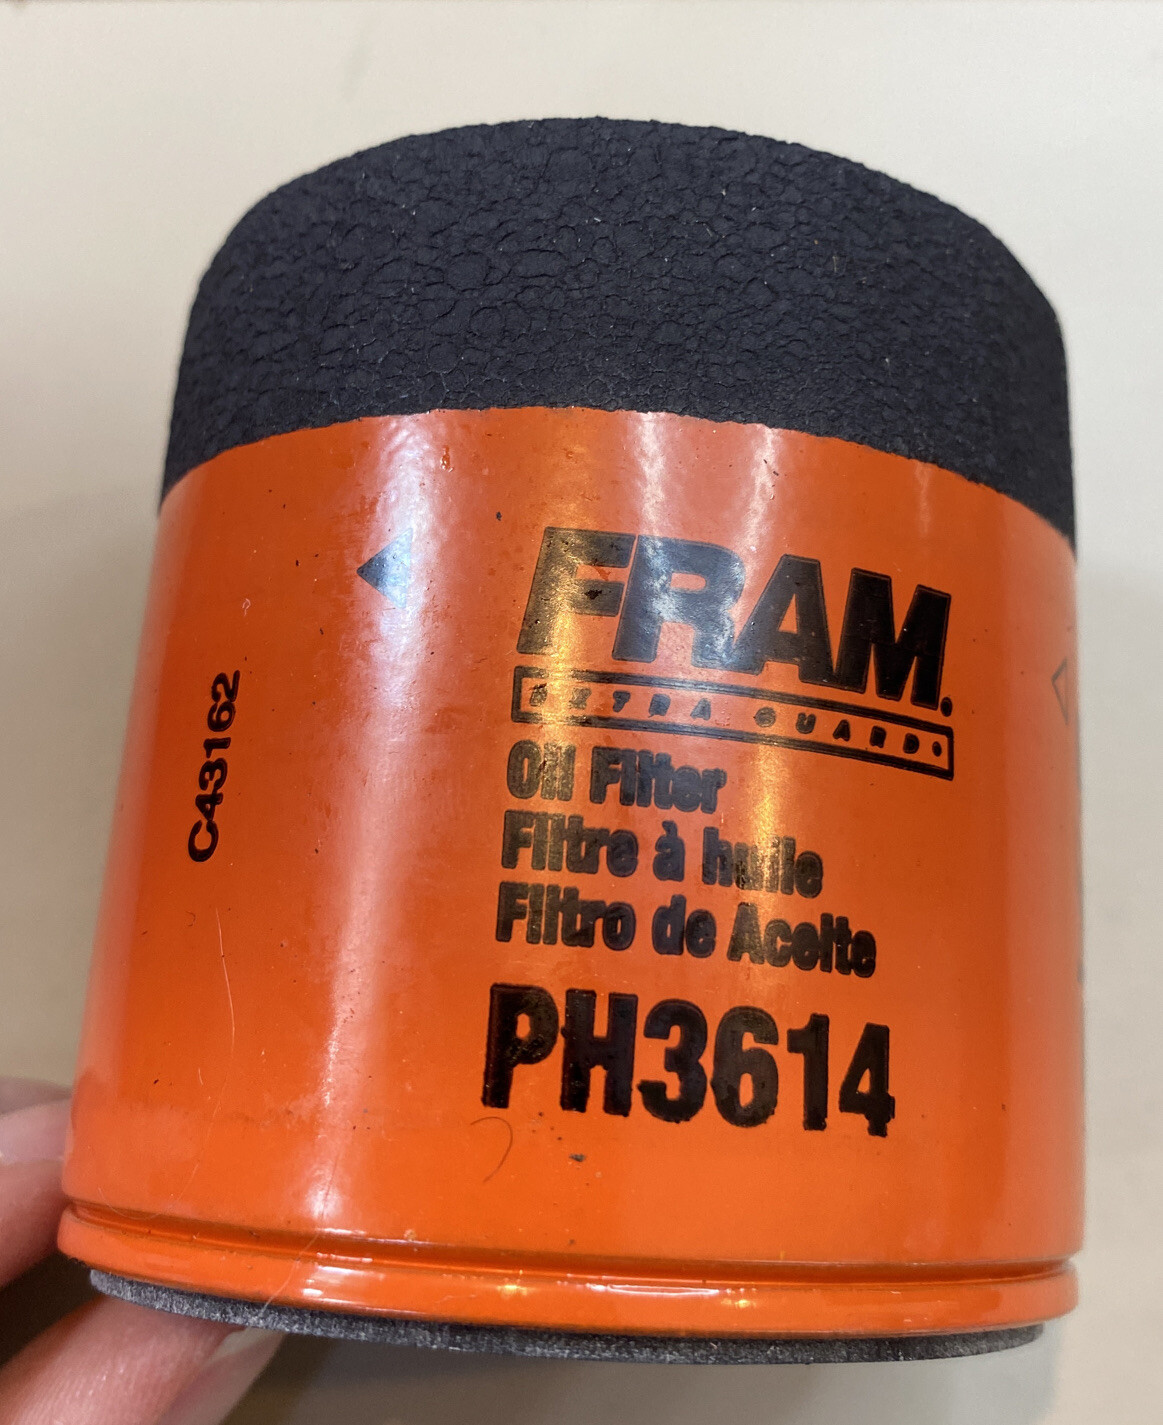 FRAM.
EXTRA GUARD
Oil Filter
Filtre à huile
Filtro de Aceite
PH3614
C43162